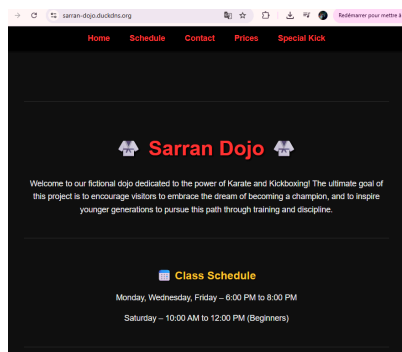 sarran-dojo.duckdns.org
Redémarrer pour mettre à
Home Schedule Contact Prices Special Kick
Sarran Dojo
Welcome to our fictional dojo dedicated to the power of Karate and Kickboxing! The ultimate goal of
this project is to encourage visitors to embrace the dream of becoming a champion, and to inspire
younger generations to pursue this path through training and discipline.
Class Schedule
Monday, Wednesday, Friday – 6:00 PM to 8:00 PM
Saturday – 10:00 AM to 12:00 PM (Beginners)